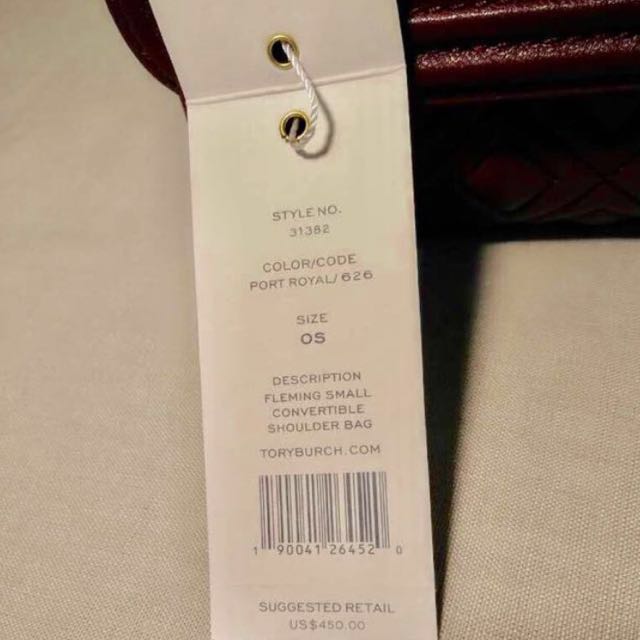 STYLE NO.
31382
COLOR/CODE
PORT ROYAL/626
SIZE
OS
DESCRIPTION
FLEMING SMALL
CONVERTIBLE
SHOULDER BAG
TORYBURCH.COM
1 90041 26452 0
SUGGESTED RETAIL
US$450.00